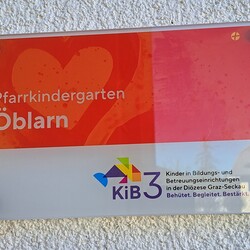 Pfarrkindergarten
Öblarn
KiB3
Kinder in Bildungs- und
Betreuungseinrichtungen
in der Diözese Graz-Seckau
Behütet. Begleitet. Bestärkt.